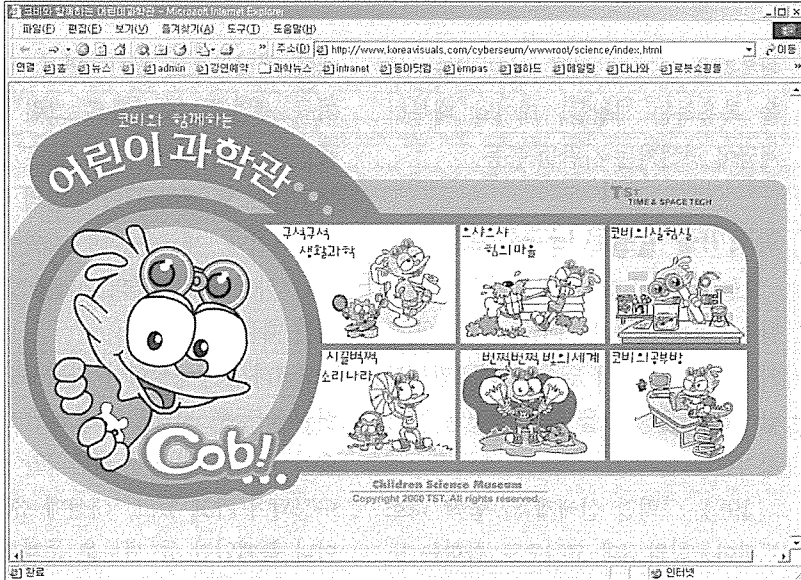 코비와 함께하는 어린이과학관 - Microsoft Internet Explorer
파일(F) 편집(E) 보기(V) 즐겨찾기(A) 도구(T) 도움말(H)
주소(D) http://www.koreavisuals.com/cyberseum/wwwroot/science/index.html 이동
연결 홈 뉴스 admin 강연예약 과학뉴스 intranet 동아닷컴 empas 웹하드 메일링 다나와 로봇쇼핑몰
코비와 함께하는
어린이 과학관...
TST
TIME & SPACE TECH
구석구석
생활과학
으샤으샤
힘의마을
코비의실험실
시끌벅쩍
소리나라
번쩍번쩍 빛의세계
코비의공부방
Cob!...
Children Science Museum
Copyright 2000 TST. All rights reserved.
완료
인터넷